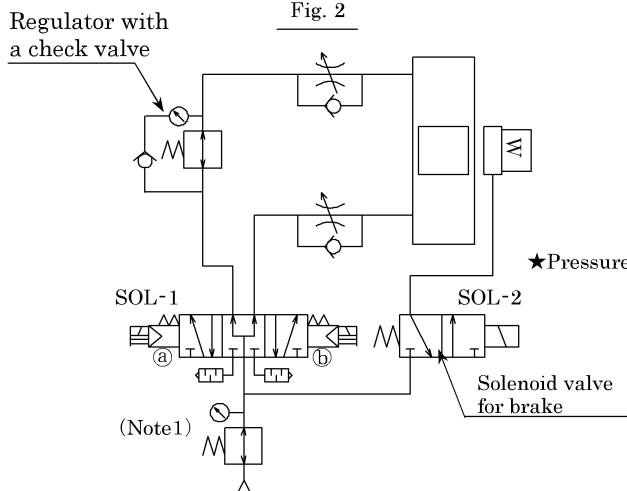 Fig. 2
Regulator with
a check valve
W
★Pressure
SOL-1
SOL-2
ⓐ
ⓑ
Solenoid valve
for brake
(Note1)